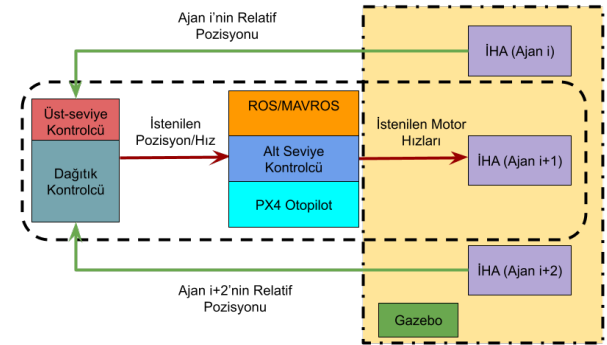 Ajan i’nin Relatif
Pozisyonu
İHA (Ajan i)
Üst-seviye
Kontrolcü
Dağıtık
Kontrolcü
İstenilen
Pozisyon/Hız
ROS/MAVROS
Alt Seviye
Kontrolcü
PX4 Otopilot
İstenilen Motor
Hızları
İHA (Ajan i+1)
Ajan i+2’nin Relatif
Pozisyonu
İHA (Ajan i+2)
Gazebo